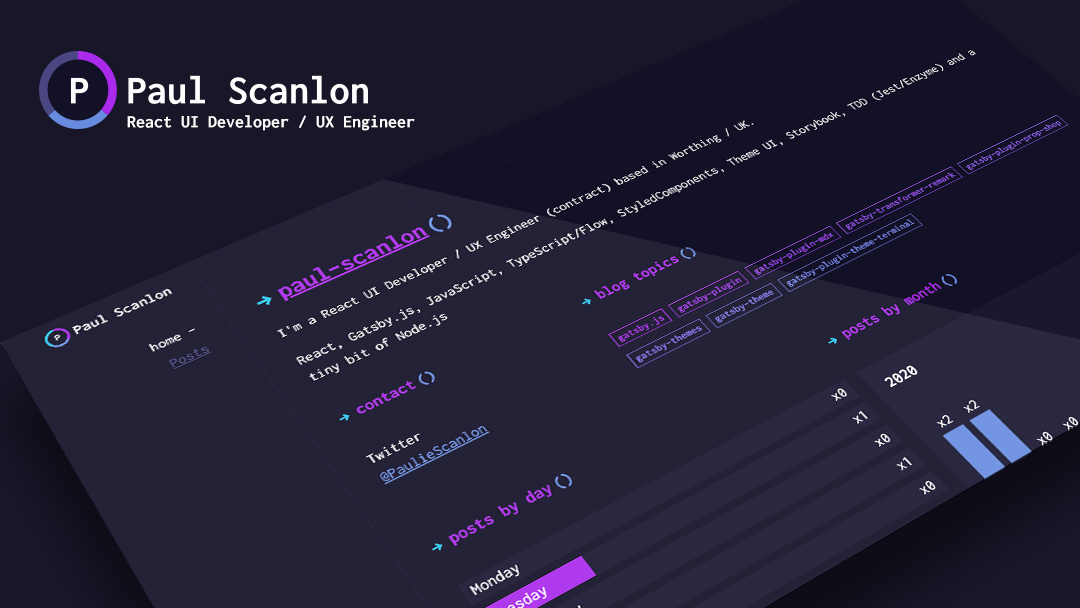 P
Paul Scanlon
React UI Developer / UX Engineer
P Paul Scanlon
home -
Posts
→ paul-scanlon()
I'm a React UI Developer / UX Engineer (contract) based in Worthing / UK.
React, Gatsby.js, JavaScript, TypeScript/Flow, StyledComponents, Theme UI, Storybook, TDD (Jest/Enzyme) and a
tiny bit of Node.js
→ contact()
Twitter
@PaulieScanlon
→ blog topics()
gatsby.js gatsby-plugin gatsby-plugin-mdx gatsby-transformer-remark gatsby-plugin-prop-shop
gatsby-themes gatsby-theme gatsby-plugin-theme-terminal
→ posts by day()
Monday x0
x1
x0
x1
x0
→ posts by month()
2020
x2 x2 x0 x0